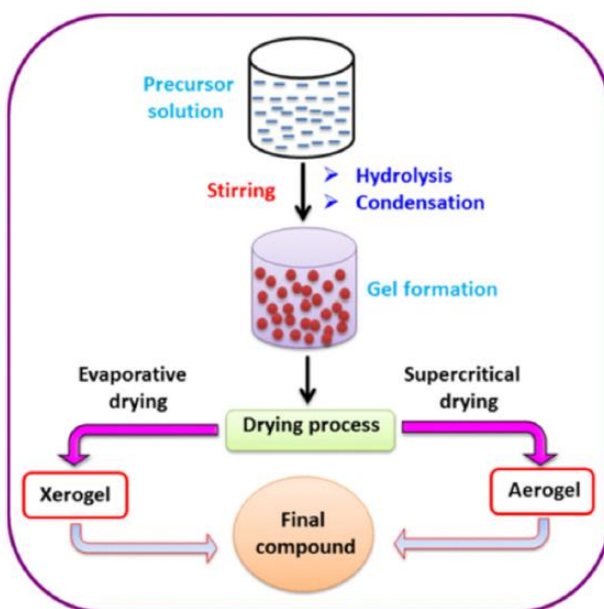 Precursor
solution
Stirring
Hydrolysis
Condensation
Gel formation
Evaporative
drying
Supercritical
drying
Drying process
Xerogel
Aerogel
Final
compound